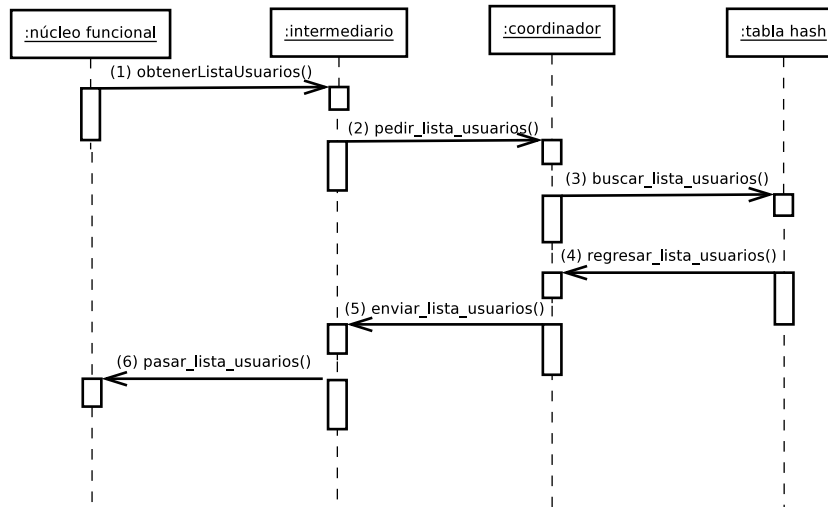 :núcleo funcional
:intermediario
:coordinador
:tabla hash
(1) obtenerListaUsuarios()
(2) pedir_lista_usuarios()
(3) buscar_lista_usuarios()
(4) regresar_lista_usuarios()
(5) enviar_lista_usuarios()
(6) pasar_lista_usuarios()